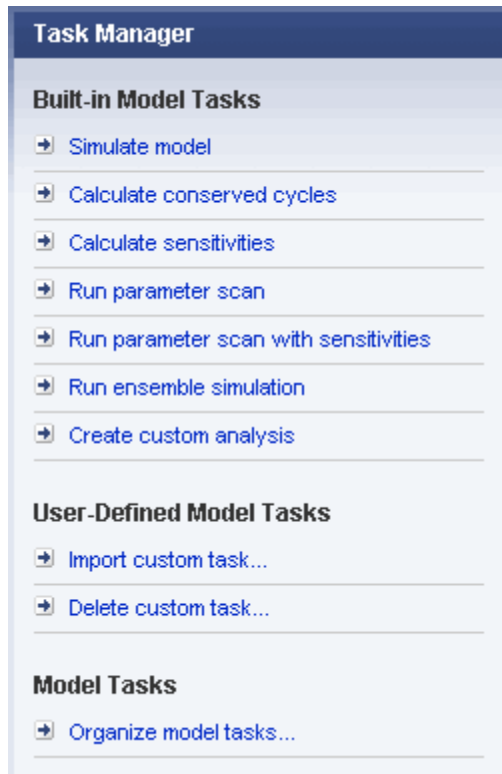 Task Manager
Built-in Model Tasks
Simulate model
Calculate conserved cycles
Calculate sensitivities
Run parameter scan
Run parameter scan with sensitivities
Run ensemble simulation
Create custom analysis
User-Defined Model Tasks
Import custom task...
Delete custom task...
Model Tasks
Organize model tasks...